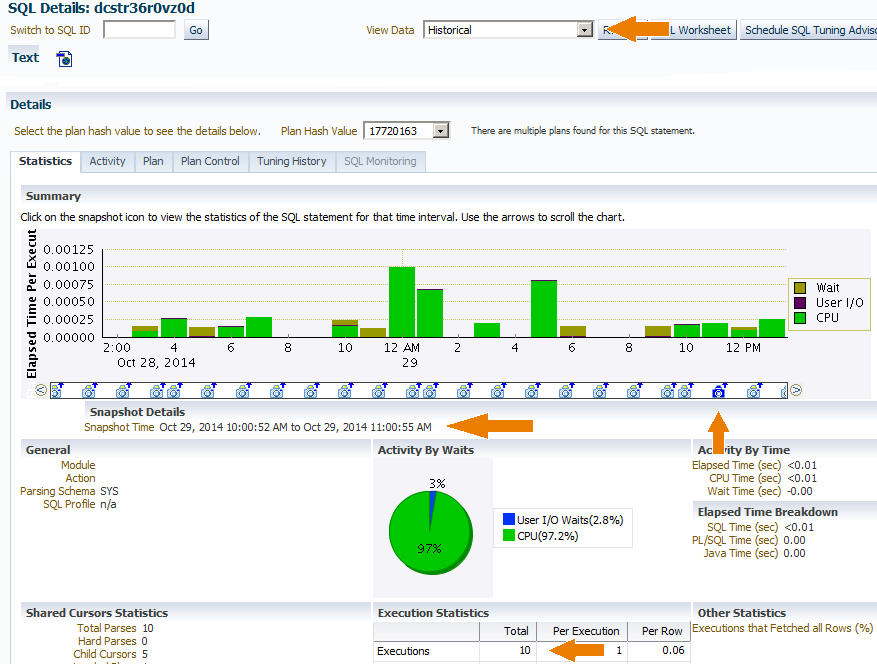 SQL Details: dcstr36r0vz0d
Switch to SQL ID Go View Data Historical L Worksheet Schedule SQL Tuning Adviso
Text
Details
Select the plan hash value to see the details below. Plan Hash Value 17720163 There are multiple plans found for this SQL statement.
Statistics Activity Plan Plan Control Tuning History SQL Monitoring
Summary
Click on the snapshot icon to view the statistics of the SQL statement for that time interval. Use the arrows to scroll the chart.
Elapsed Time Per Execut
0.00125
0.00100
0.00075
0.00050
0.00025
0.00000
Wait
User I/O
CPU
2:00 4 6 8 10 12 AM 2 4 6 8 10 12 PM
Oct 28, 2014 29
Snapshot Details
Snapshot Time Oct 29, 2014 10:00:52 AM to Oct 29, 2014 11:00:55 AM
General
Module
Action
Parsing Schema SYS
SQL Profile n/a
Activity By Waits
3%
97%
User I/O Waits(2.8%)
CPU(97.2%)
Activity By Time
Elapsed Time (sec) <0.01
CPU Time (sec) <0.01
Wait Time (sec) -0.00
Elapsed Time Breakdown
SQL Time (sec) <0.01
PL/SQL Time (sec) 0.00
Java Time (sec) 0.00
Shared Cursors Statistics
Total Parses 10
Hard Parses 0
Child Cursors 5
Execution Statistics
Total Per Execution Per Row
Executions 10 1 0.06
Other Statistics
Executions that Fetched all Rows (%)